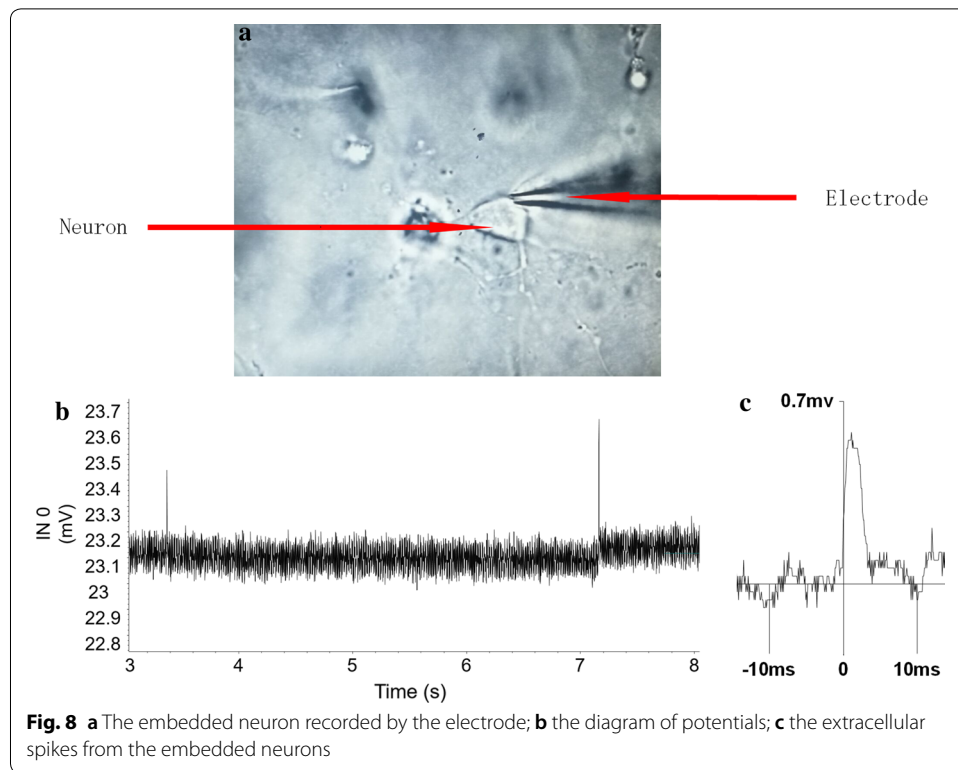 a
Neuron
Electrode
b
23.7
23.6
23.5
23.4
23.3
23.2
23.1
23
22.9
22.8
IN 0
(mV)
3 4 5 6 7 8
Time (s)
c
0.7mv
-10ms 0 10ms
Fig. 8 a The embedded neuron recorded by the electrode; b the diagram of potentials; c the extracellular
spikes from the embedded neurons